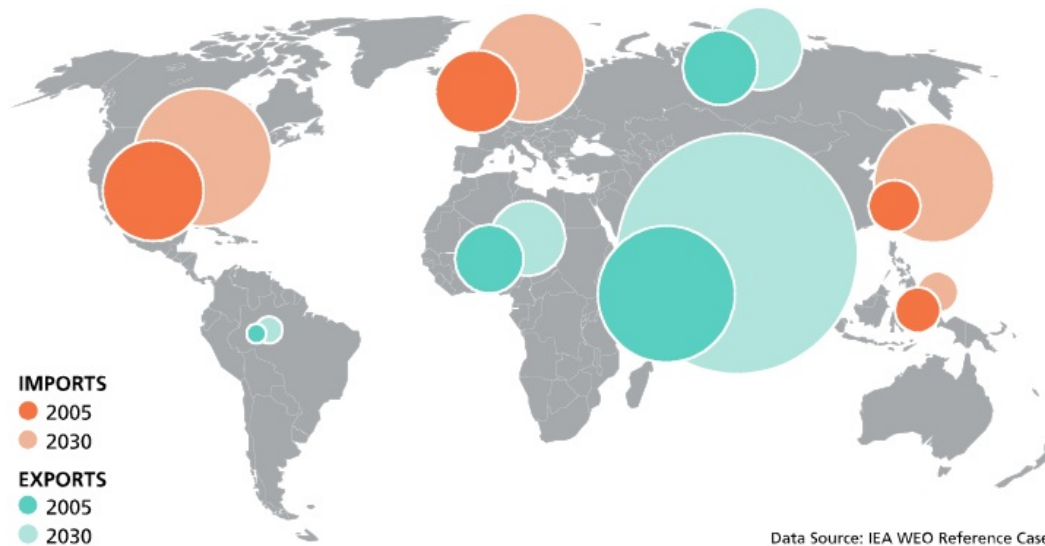 IMPORTS
2005
2030
EXPORTS
2005
2030
Data Source: IEA WEO Reference Case